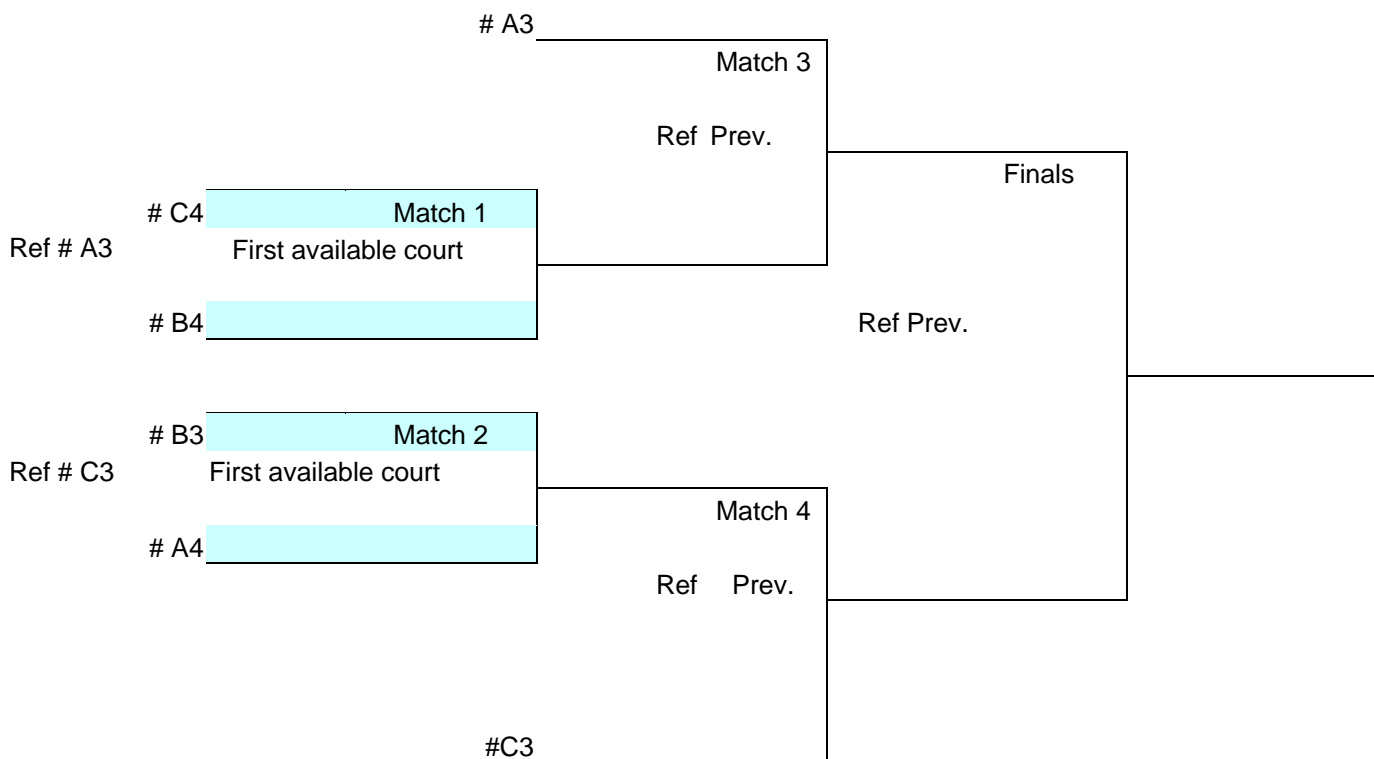 # A3
Match 3
Ref Prev.
Finals
# C4 Match 1
Ref # A3 First available court
# B4 Ref Prev.
# B3 Match 2
Ref # C3 First available court
Match 4
# A4
Ref Prev.
#C3